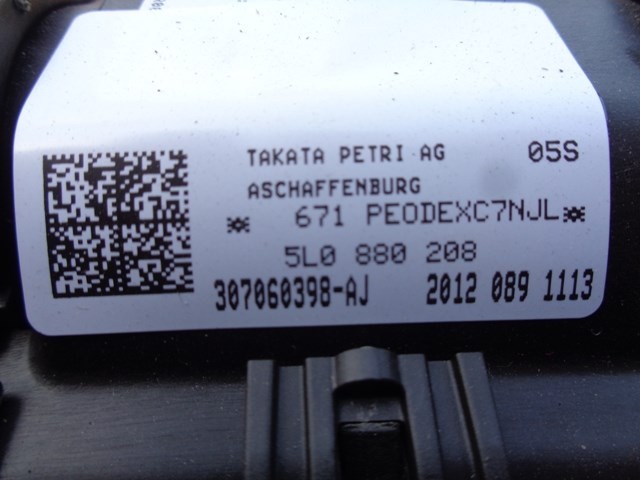 TAKATA PETRI AG 05S
ASCHAFFENBURG
* 671 PEODEXC7NJL*
5L0 880 208
307060398-AJ 2012 089 1113